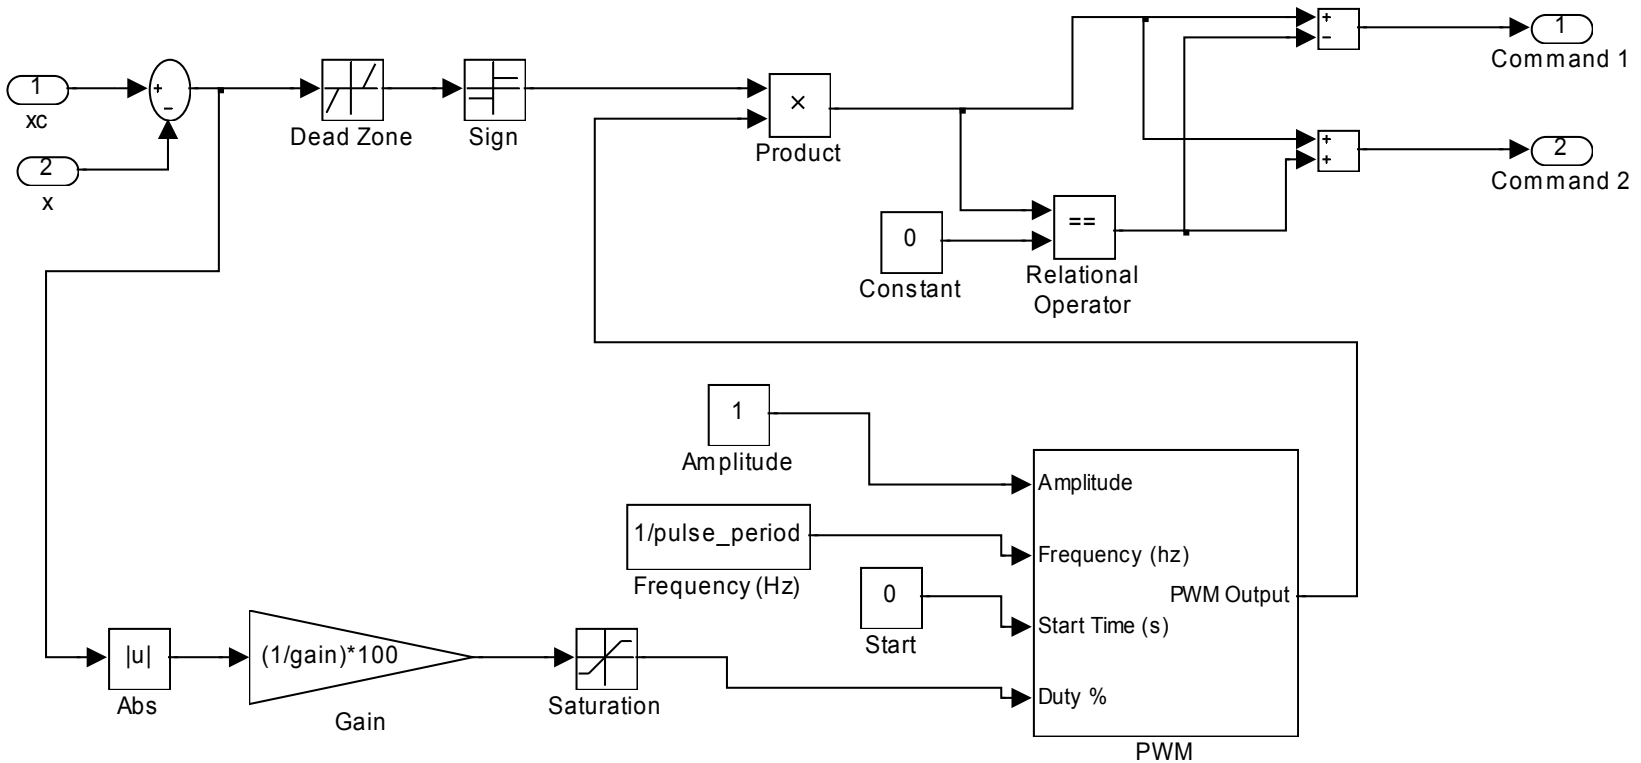 1
xc
2
x
+
−
Dead Zone
Sign
×
Product
0
Constant
==
Relational
Operator
+
−
1
Command 1
+
+
2
Command 2
1
Amplitude
1/pulse_period
Frequency (Hz)
0
Start
|u|
Abs
(1/gain)*100
Gain
Saturation
Amplitude
Frequency (hz)
PWM Output
Start Time (s)
Duty %
PWM